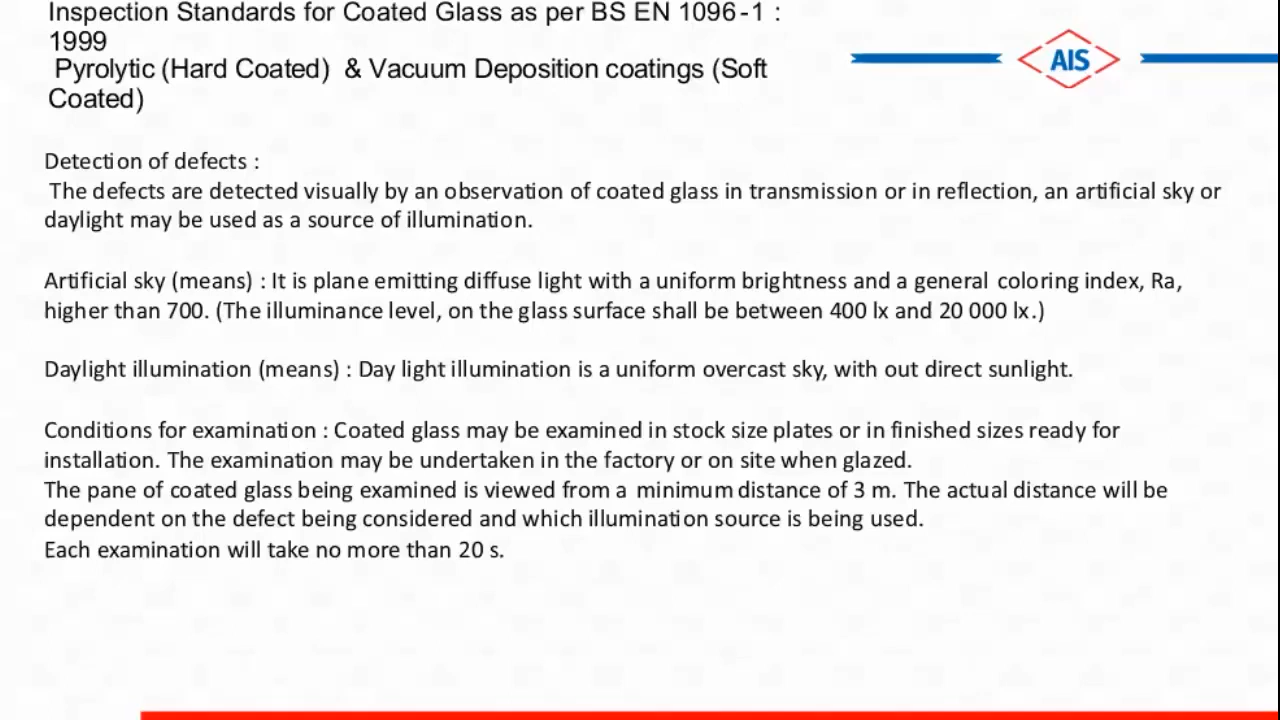 Inspection Standards for Coated Glass as per BS EN 1096-1 :
1999
Pyrolytic (Hard Coated) & Vacuum Deposition coatings (Soft
Coated)
AIS
Detection of defects :
The defects are detected visually by an observation of coated glass in transmission or in reflection, an artificial sky or
daylight may be used as a source of illumination.
Artificial sky (means) : It is plane emitting diffuse light with a uniform brightness and a general coloring index, Ra,
higher than 700. (The illuminance level, on the glass surface shall be between 400 lx and 20 000 lx.)
Daylight illumination (means) : Day light illumination is a uniform overcast sky, with out direct sunlight.
Conditions for examination : Coated glass may be examined in stock size plates or in finished sizes ready for
installation. The examination may be undertaken in the factory or on site when glazed.
The pane of coated glass being examined is viewed from a minimum distance of 3 m. The actual distance will be
dependent on the defect being considered and which illumination source is being used.
Each examination will take no more than 20 s.